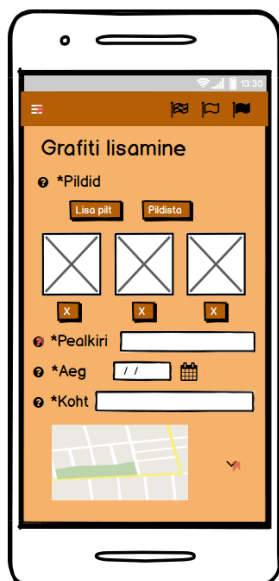 13:30
Grafiti lisamine
? *Pildid
Lisa pilt Pildista
X X X
? *Pealkiri
? *Aeg / /
? *Koht